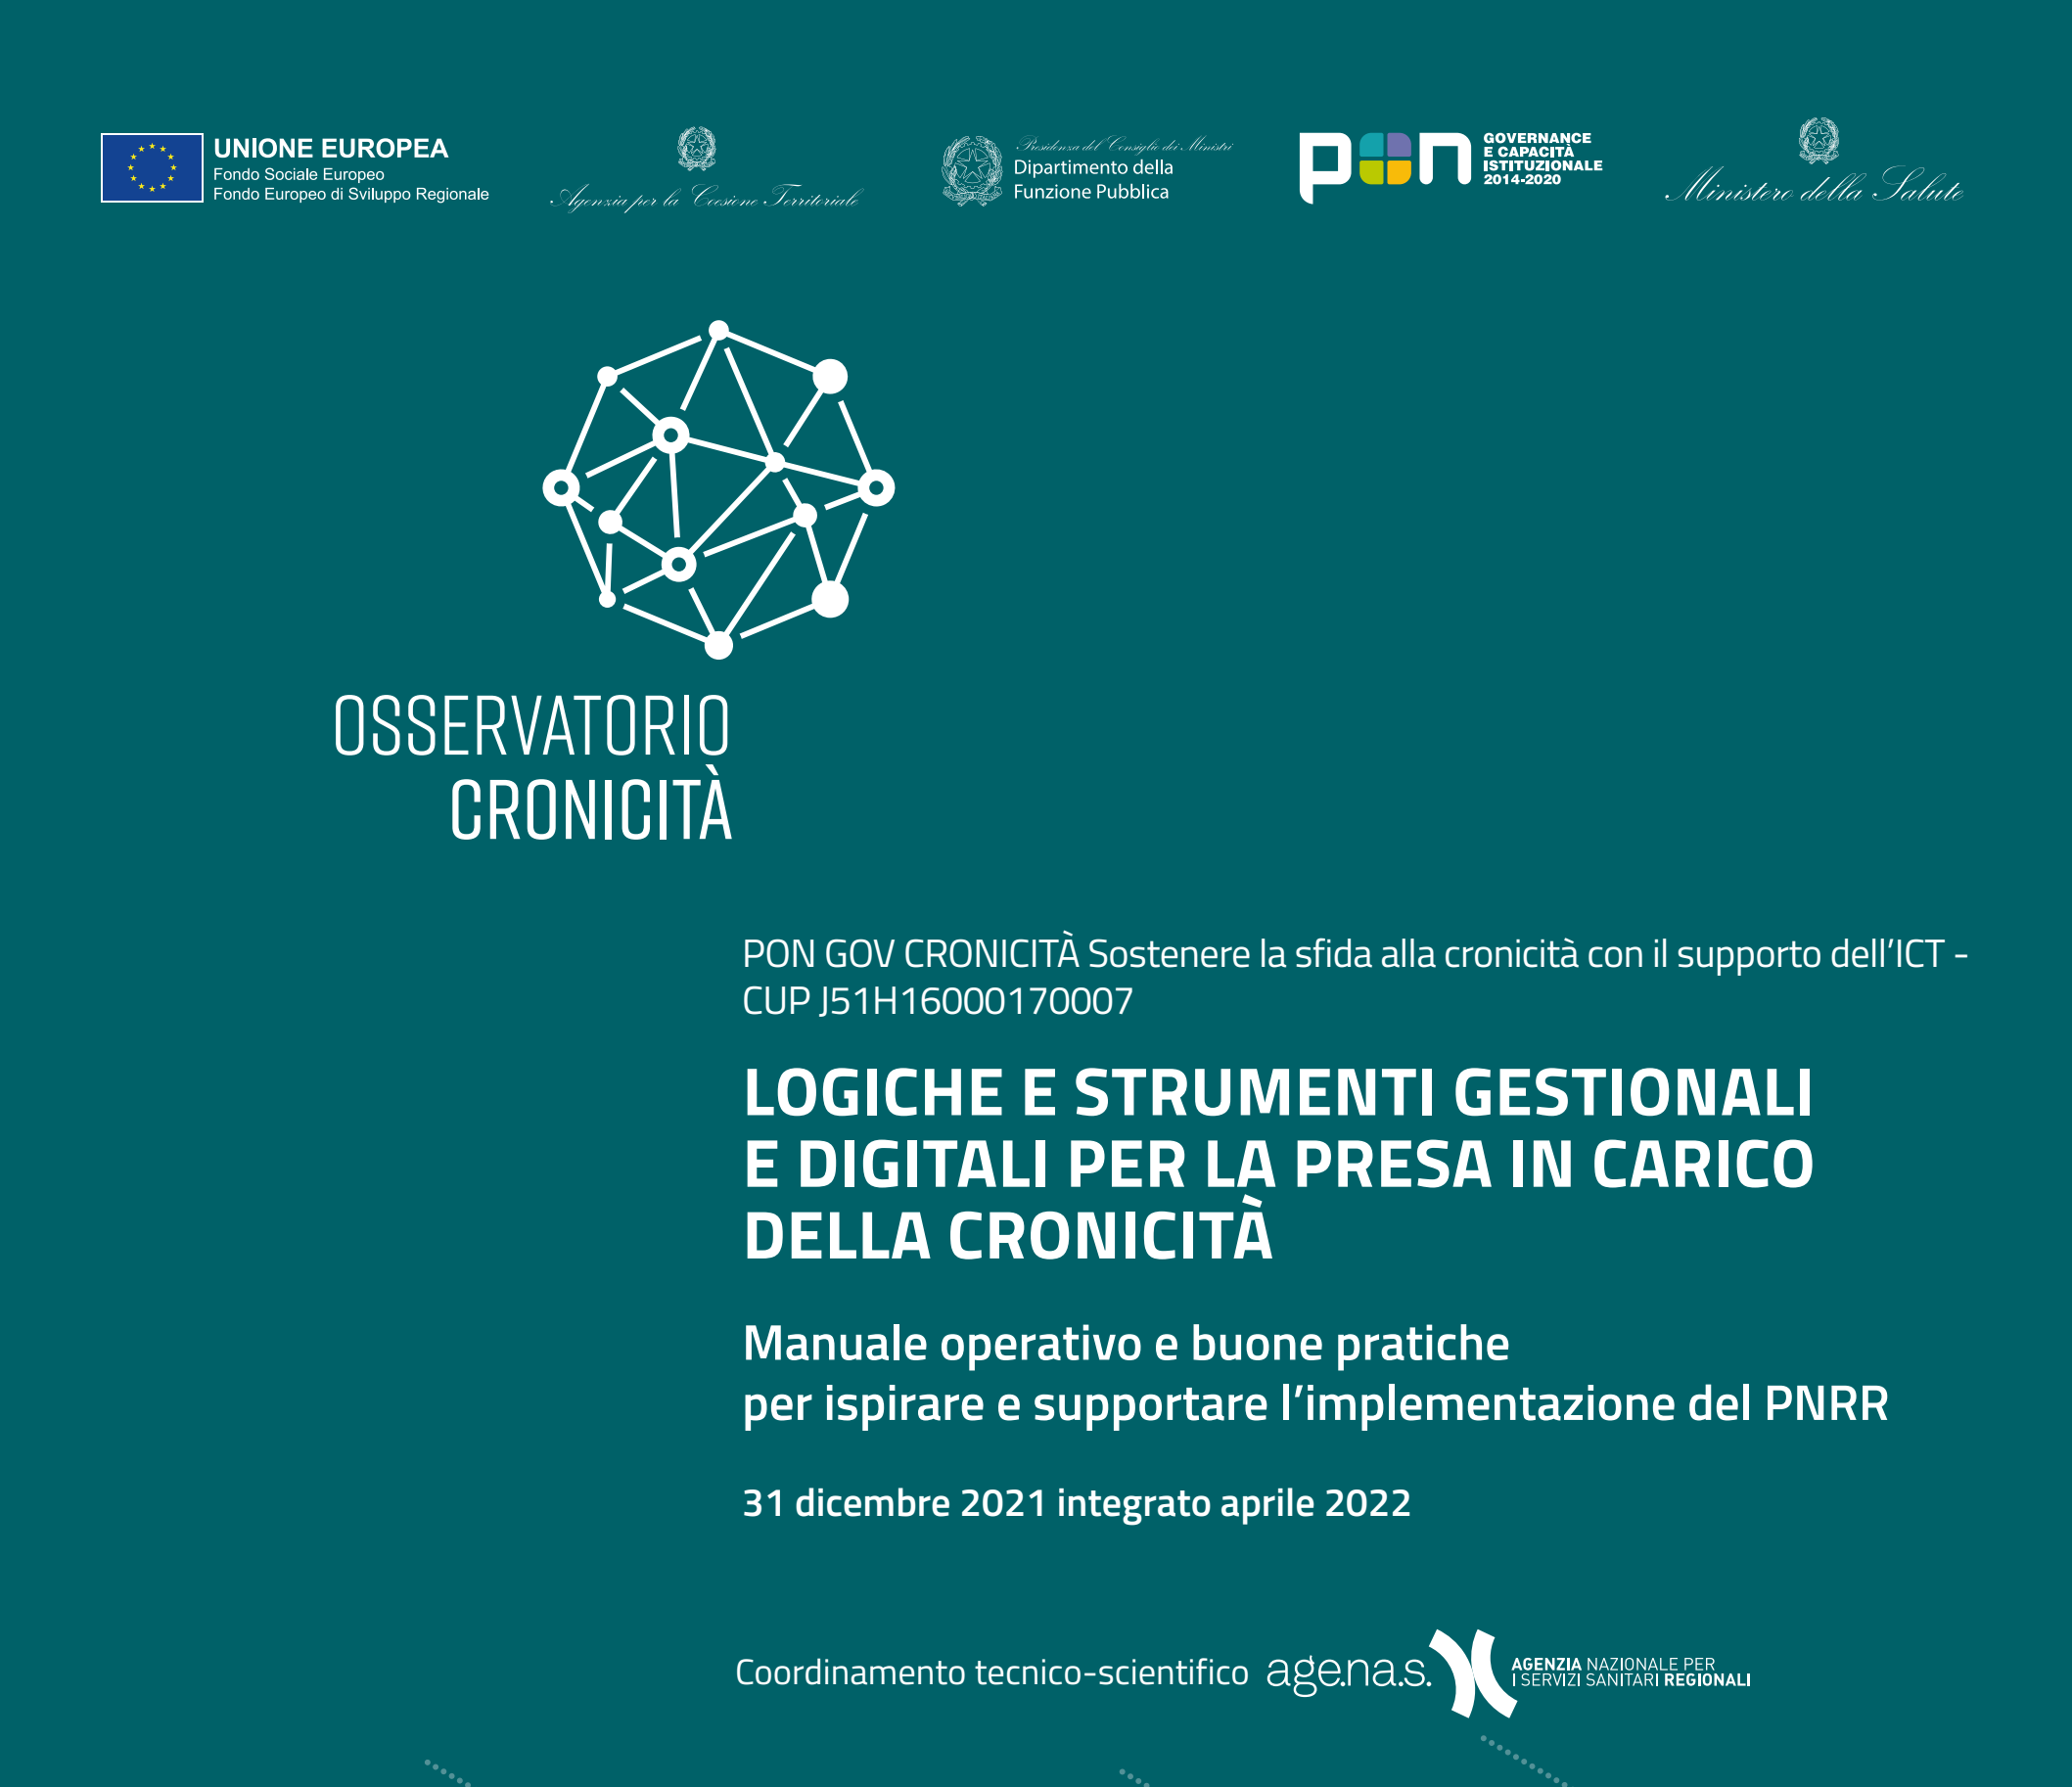 UNIONE EUROPEA
Fondo Sociale Europeo
Fondo Europeo di Sviluppo Regionale
Agenzia per la Coesione Territoriale
Presidenza del Consiglio dei Ministri
Dipartimento della
Funzione Pubblica
pon
GOVERNANCE
E CAPACITÀ
ISTITUZIONALE
2014-2020
Ministero della Salute
OSSERVATORIO
CRONICITÀ
PON GOV CRONICITÀ Sostenere la sfida alla cronicità con il supporto dell’ICT -
CUP J51H16000170007
LOGICHE E STRUMENTI GESTIONALI
E DIGITALI PER LA PRESA IN CARICO
DELLA CRONICITÀ
Manuale operativo e buone pratiche
per ispirare e supportare l’implementazione del PNRR
31 dicembre 2021 integrato aprile 2022
Coordinamento tecnico-scientifico
age.na.s.
AGENZIA NAZIONALE PER
I SERVIZI SANITARI REGIONALI